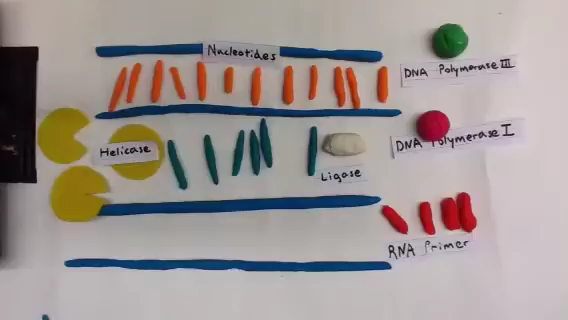 Nucleotides
DNA Polymerase III
Helicase
DNA Polymerase I
Ligase
RNA Primer